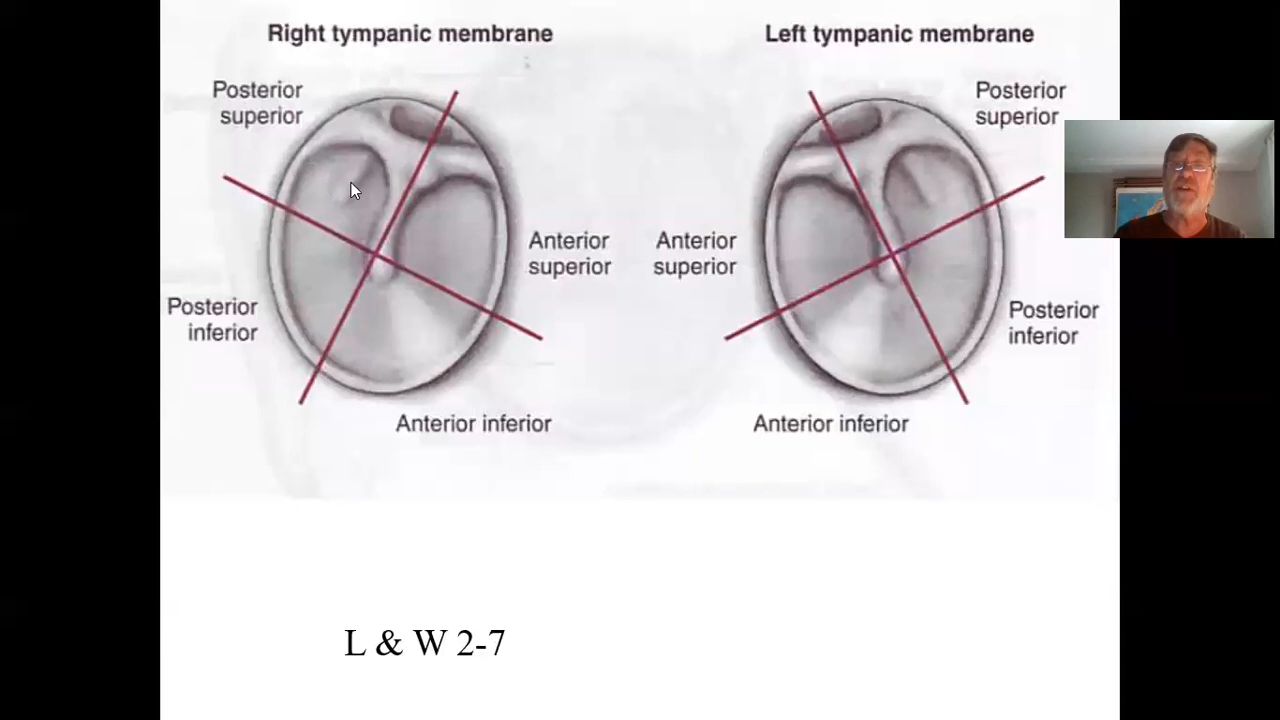 Right tympanic membrane
Left tympanic membrane
Posterior
superior
Posterior
superior
Anterior
superior
Anterior
superior
Posterior
inferior
Posterior
inferior
Anterior inferior
Anterior inferior
L & W 2-7